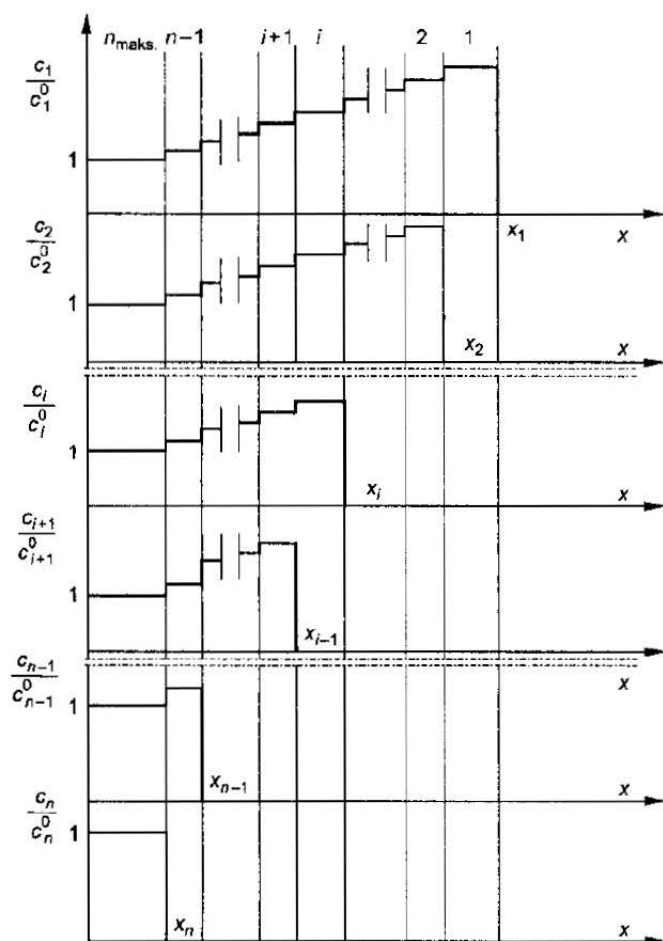 n_maks. n–1 i+1 i 2 1
c_1/c_1^0
1
x_1 x
c_2/c_2^0
1
x_2
x
c_i/c_i^0
1
x_i x
c_{i+1}/c_{i+1}^0
1
x_{i–1}
x
c_{n–1}/c_{n–1}^0
1
x_{n–1} x
c_n/c_n^0
1
x_n x